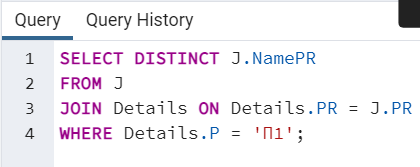 Query Query History
1 SELECT DISTINCT J.NamePR
2 FROM J
3 JOIN Details ON Details.PR = J.PR
4 WHERE Details.P = 'П1';